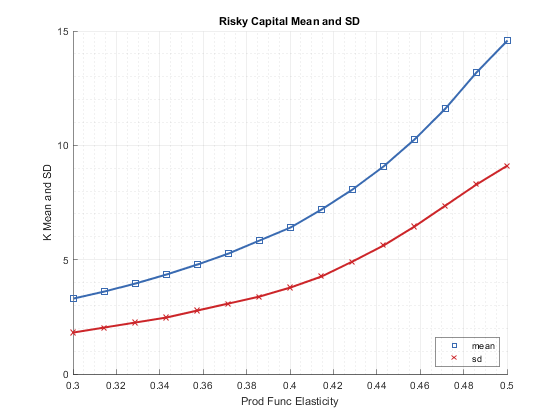 Risky Capital Mean and SD
15
10
5
0
K Mean and SD
0.3 0.32 0.34 0.36 0.38 0.4 0.42 0.44 0.46 0.48 0.5
Prod Func Elasticity
mean
sd